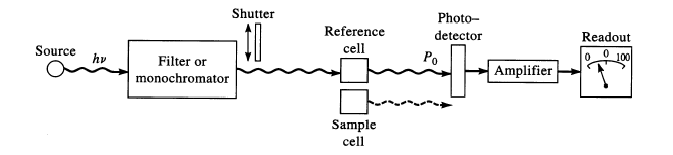 Shutter
Photo–
detector
Reference
cell
Readout
Source
hν
Filter or
monochromator
P₀
0 0 100
Amplifier
Sample
cell